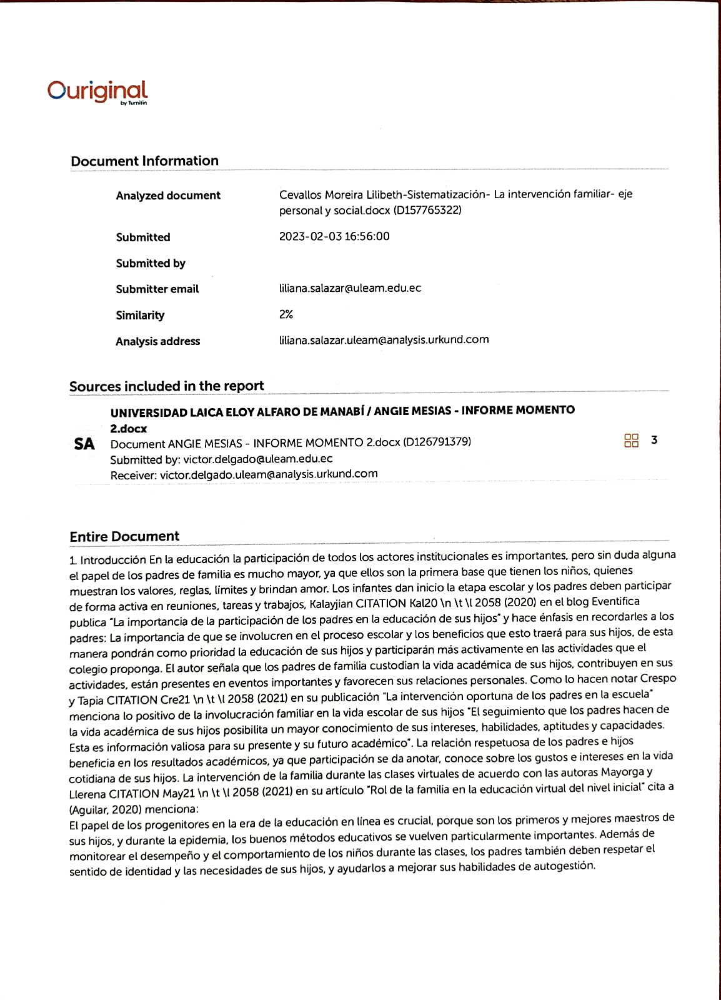 Ouriginal
by Turnitin
Document Information
Analyzed document Cevallos Moreira Lilibeth-Sistematización- La intervención familiar- eje
personal y social.docx (D157765322)
Submitted 2023-02-03 16:56:00
Submitted by
Submitter email liliana.salazar@uleam.edu.ec
Similarity 2%
Analysis address liliana.salazar.uleam@analysis.urkund.com
Sources included in the report
UNIVERSIDAD LAICA ELOY ALFARO DE MANABÍ / ANGIE MESIAS - INFORME MOMENTO
2.docx
SA Document ANGIE MESIAS - INFORME MOMENTO 2.docx (D126791379) 3
Submitted by: victor.delgado@uleam.edu.ec
Receiver: victor.delgado.uleam@analysis.urkund.com
Entire Document
1. Introducción En la educación la participación de todos los actores institucionales es importantes, pero sin duda alguna
el papel de los padres de familia es mucho mayor, ya que ellos son la primera base que tienen los niños, quienes
muestran los valores, reglas, límites y brindan amor. Los infantes dan inicio la etapa escolar y los padres deben participar
de forma activa en reuniones, tareas y trabajos, Kalayjian CITATION Kal20 \n \t \l 2058 (2020) en el blog Eventifica
publica "La importancia de la participación de los padres en la educación de sus hijos" y hace énfasis en recordarles a los
padres: La importancia de que se involucren en el proceso escolar y los beneficios que esto traerá para sus hijos, de esta
manera pondrán como prioridad la educación de sus hijos y participarán más activamente en las actividades que el
colegio proponga. El autor señala que los padres de familia custodian la vida académica de sus hijos, contribuyen en sus
actividades, están presentes en eventos importantes y favorecen sus relaciones personales. Como lo hacen notar Crespo
y Tapia CITATION Cre21 \n \t \l 2058 (2021) en su publicación "La intervención oportuna de los padres en la escuela"
menciona lo positivo de la involucración familiar en la vida escolar de sus hijos "El seguimiento que los padres hacen de
la vida académica de sus hijos posibilita un mayor conocimiento de sus intereses, habilidades, aptitudes y capacidades.
Esta es información valiosa para su presente y su futuro académico". La relación respetuosa de los padres e hijos
beneficia en los resultados académicos, ya que participación se da anotar, conoce sobre los gustos e intereses en la vida
cotidiana de sus hijos. La intervención de la familia durante las clases virtuales de acuerdo con las autoras Mayorga y
Llerena CITATION May21 \n \t \l 2058 (2021) en su artículo "Rol de la familia en la educación virtual del nivel inicial" cita a
(Aguilar, 2020) menciona:
El papel de los progenitores en la era de la educación en línea es crucial, porque son los primeros y mejores maestros de
sus hijos, y durante la epidemia, los buenos métodos educativos se vuelven particularmente importantes. Además de
monitorear el desempeño y el comportamiento de los niños durante las clases, los padres también deben respetar el
sentido de identidad y las necesidades de sus hijos, y ayudarlos a mejorar sus habilidades de autogestión.